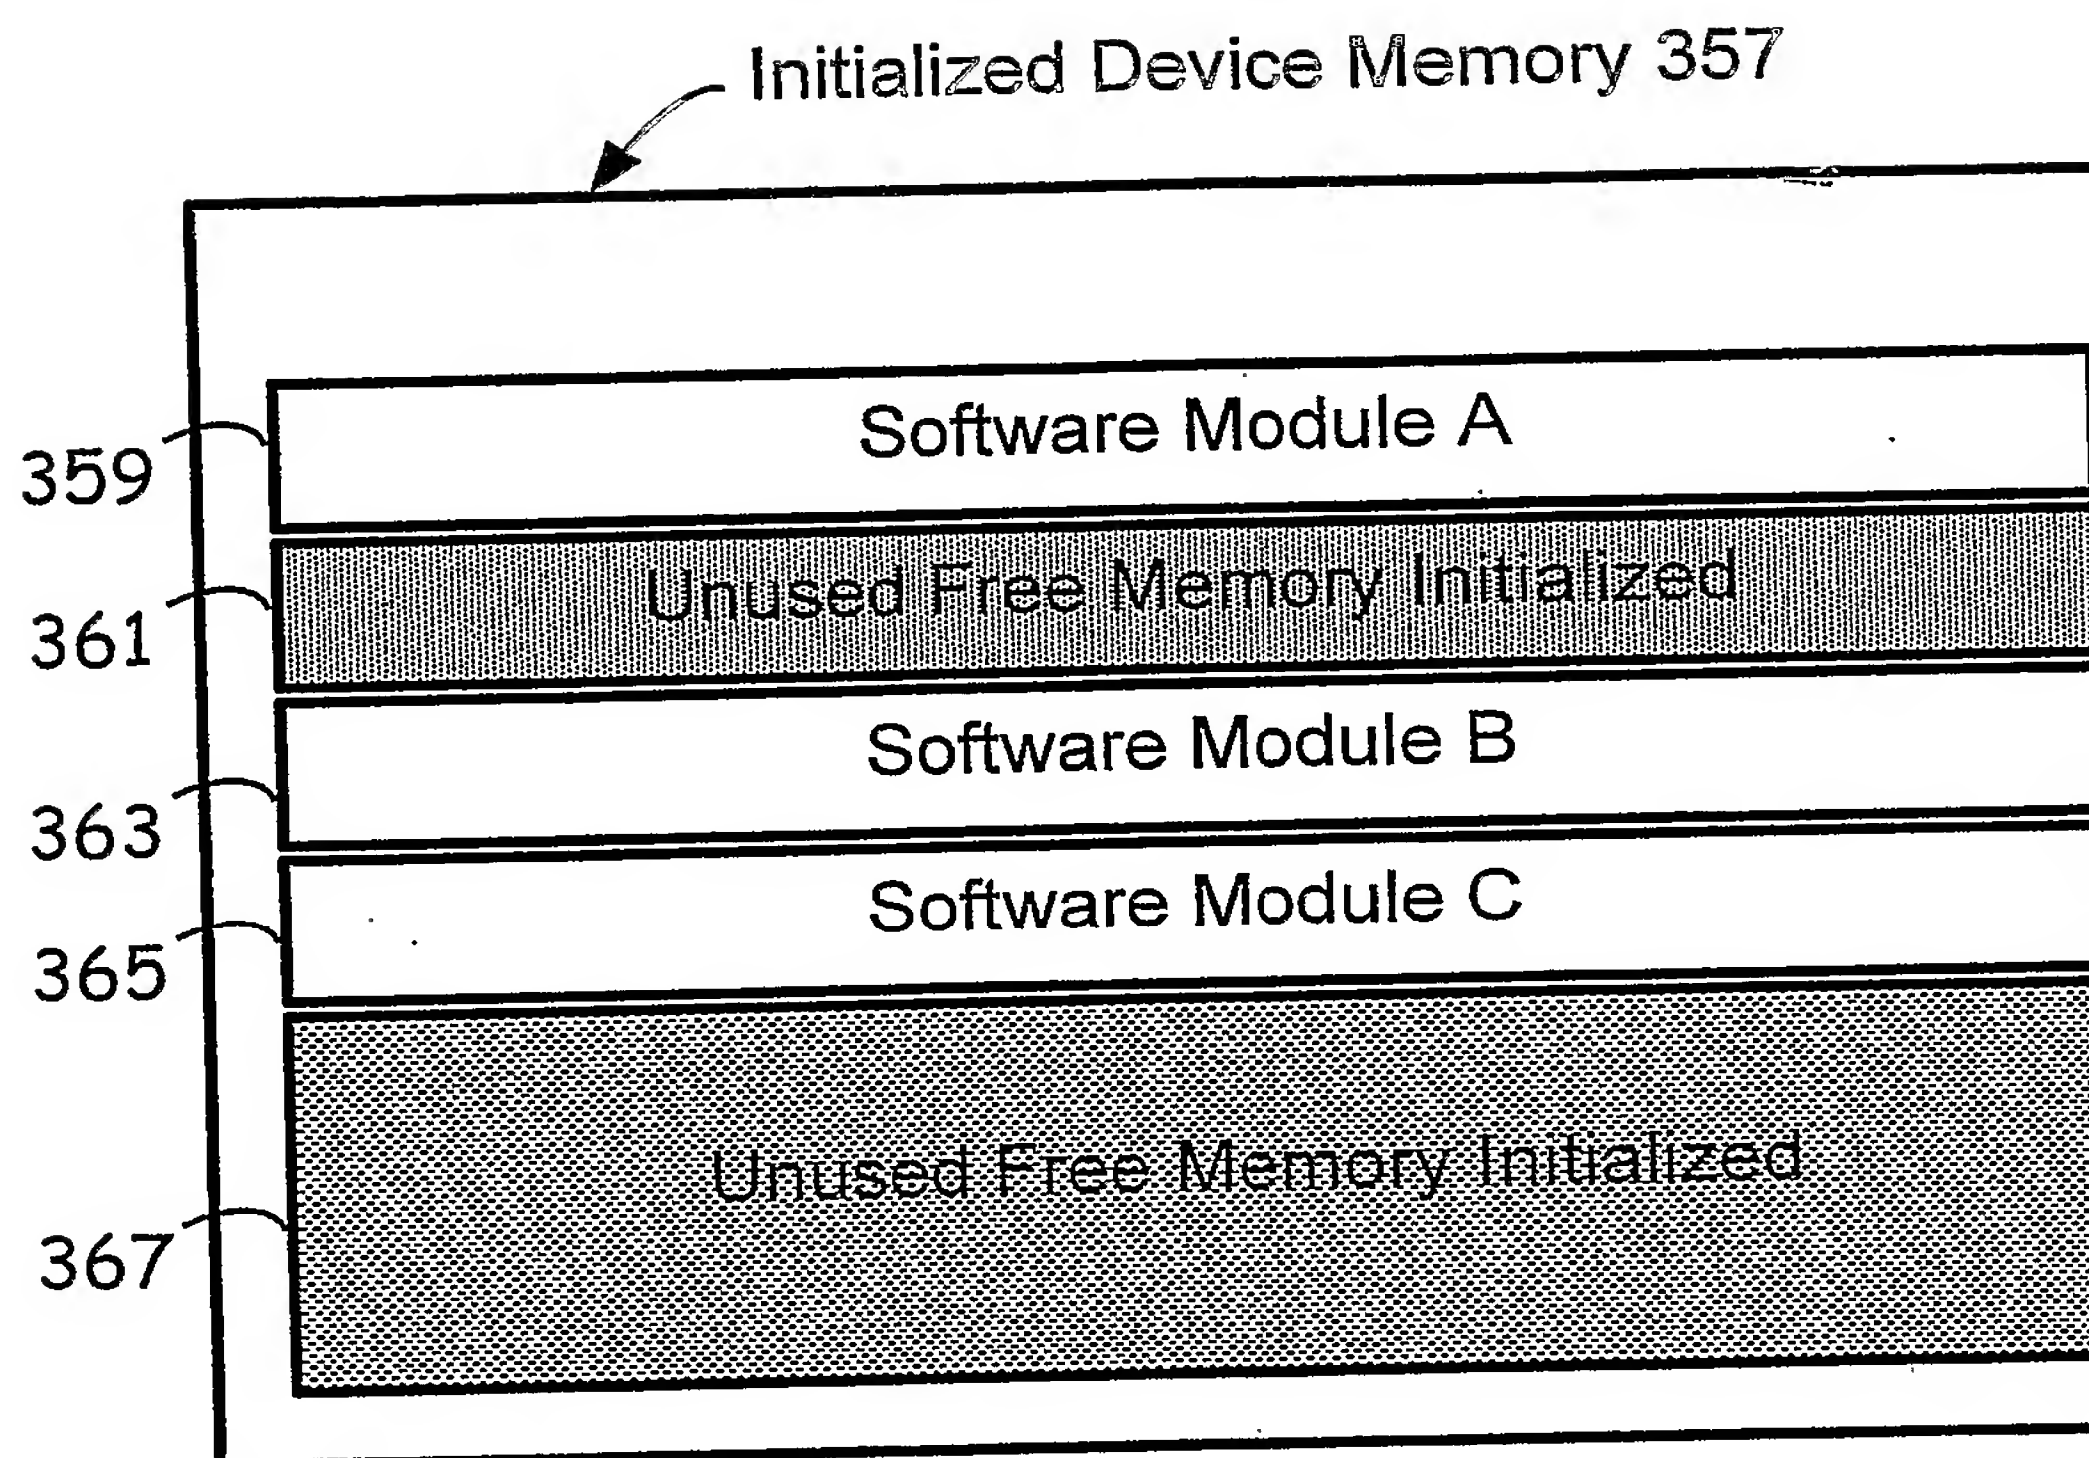 Initialized Device Memory 357
Software Module A
359
Unused Free Memory Initialized
361
Software Module B
363
Software Module C
365
Unused Free Memory Initialized
367